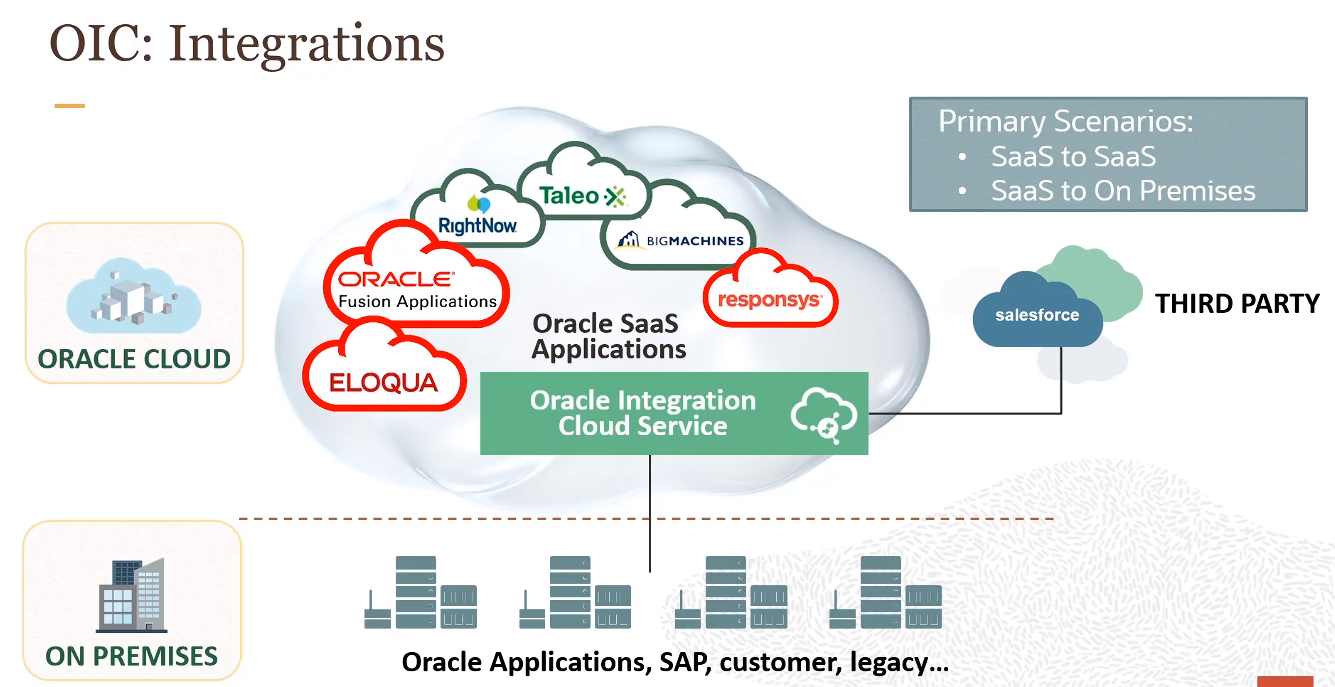 OIC: Integrations
Primary Scenarios:
• SaaS to SaaS
• SaaS to On Premises
Taleo
RightNow
BIGMACHINES
ORACLE
Fusion Applications
responsys
ELOQUA
Oracle SaaS
Applications
Oracle Integration
Cloud Service
salesforce
THIRD PARTY
ORACLE CLOUD
ON PREMISES
Oracle Applications, SAP, customer, legacy...